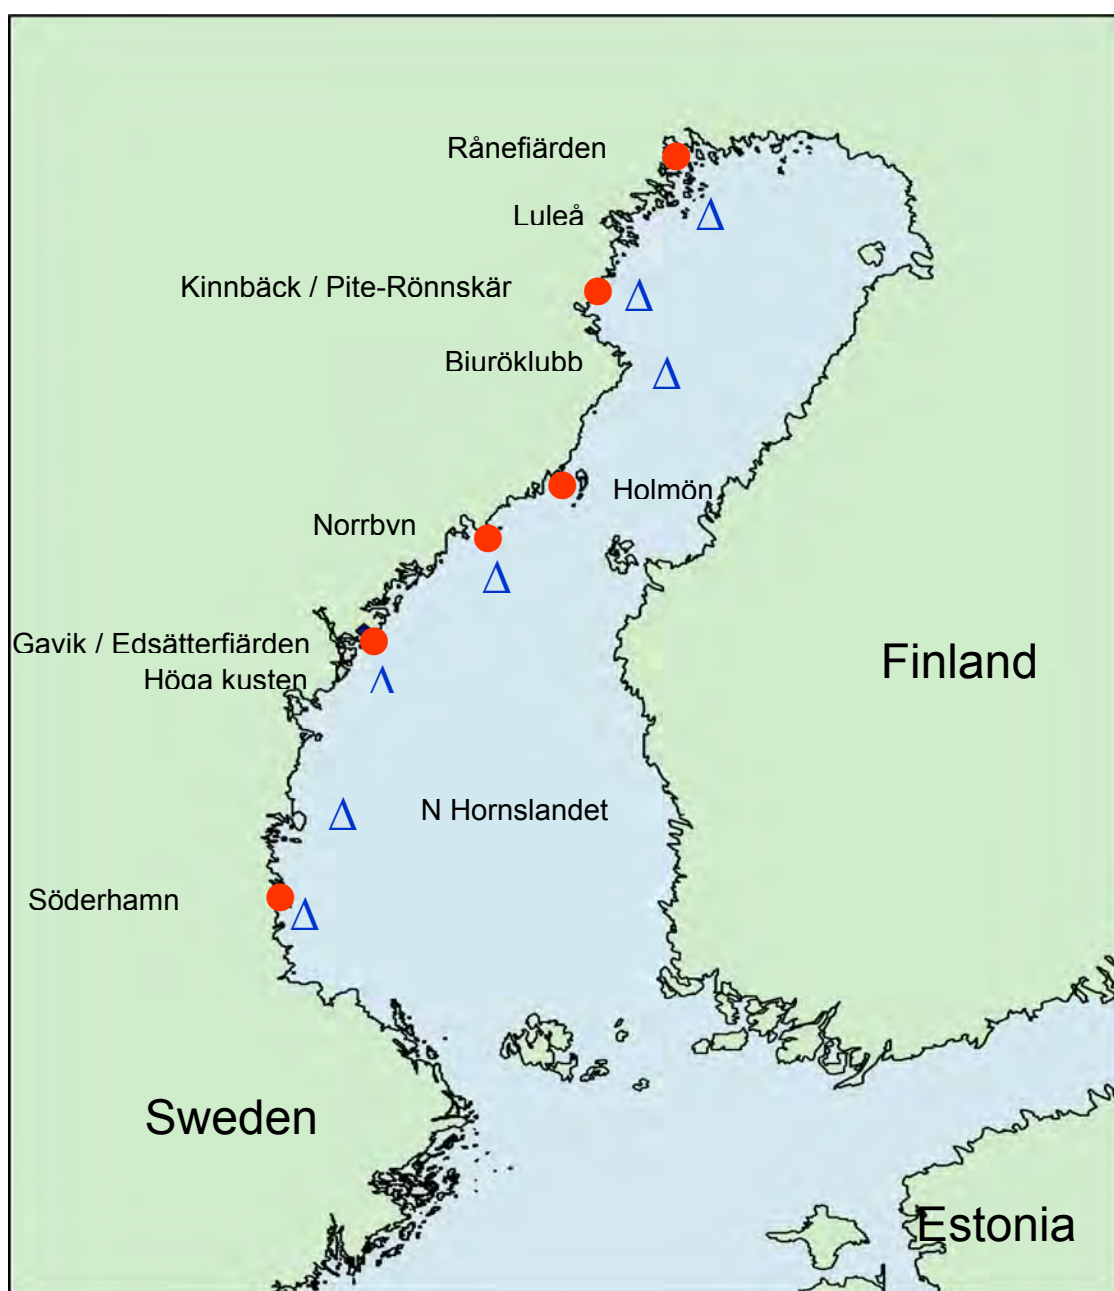 Rånefiärden
Luleå
Kinnbäck / Pite-Rönnskär
Biuröklubb
Holmön
Norrbvn
Gavik / Edsätterfiärden
Höga kusten
Finland
N Hornslandet
Söderhamn
Sweden
Estonia